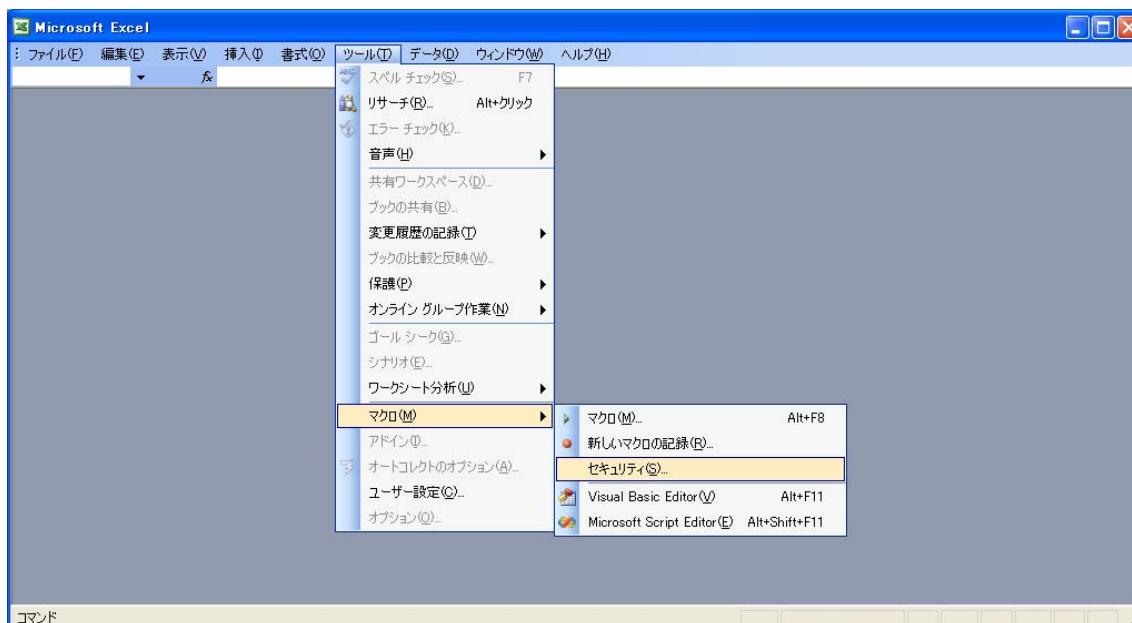 Microsoft Excel
ファイル(F) 編集(E) 表示(V) 挿入(I) 書式(O) ツール(T) データ(D) ウィンドウ(W) ヘルプ(H)
fx
スペル チェック(S)... F7
リサーチ(R)... Alt+クリック
エラー チェック(K)...
音声(H)
共有ワークスペース(D)...
ブックの共有(B)...
変更履歴の記録(T)
ブックの比較と反映(W)...
保護(P)
オンライン グループ作業(N)
ゴール シーク(G)...
シナリオ(E)...
ワークシート分析(U)
マクロ(M)
アドイン(I)...
オートコレクトのオプション(A)...
ユーザー設定(C)...
オプション(O)...
マクロ(M)... Alt+F8
新しいマクロの記録(R)...
セキュリティ(S)...
Visual Basic Editor(V) Alt+F11
Microsoft Script Editor(E) Alt+Shift+F11
コマンド